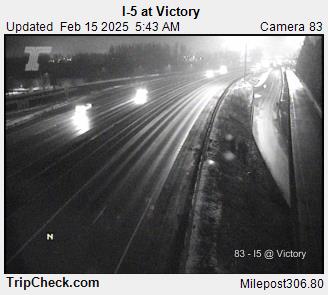 I-5 at Victory
Updated  Feb 15 2025  5:43 AM
Camera 83
T
N
83 - I5 @ Victory
TripCheck.com
Milepost306.80